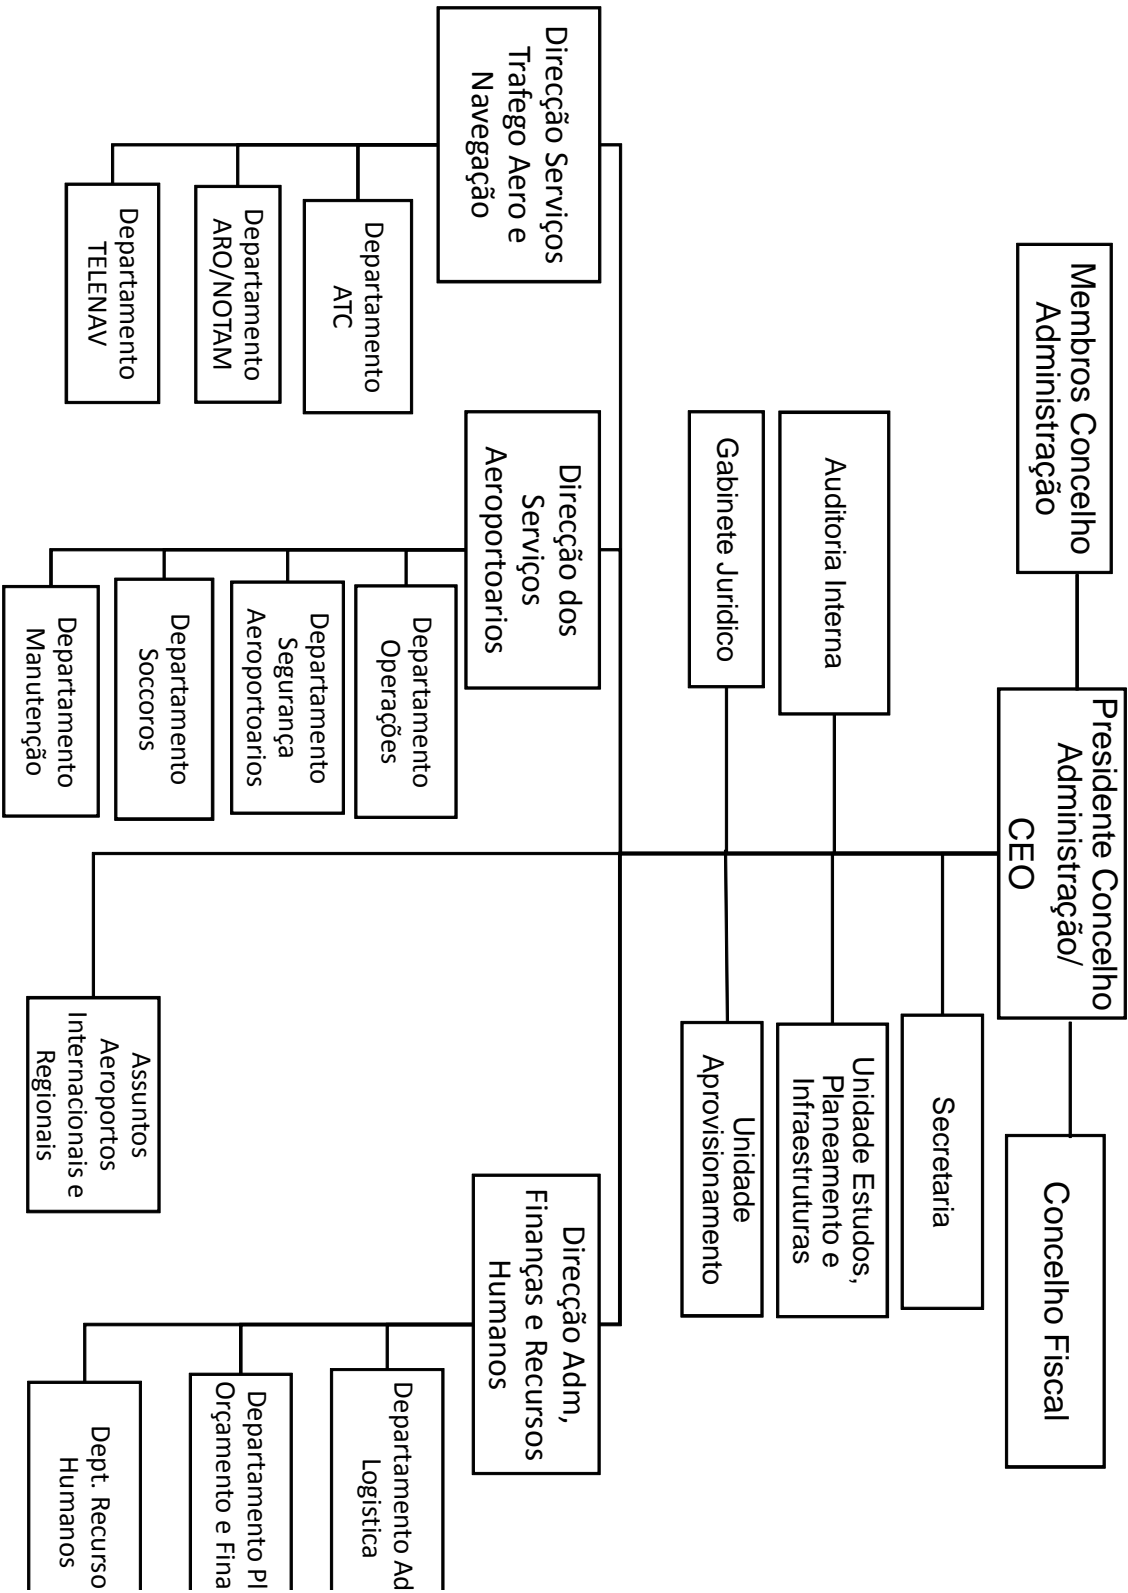 Membros Concelho
Administração
Presidente Concelho
Administração/
CEO
Concelho Fiscal
Secretaria
Auditoria Interna
Unidade Estudos,
Planeamento e
Infraestruturas
Gabinete Juridico
Unidade
Aprovisionamento
Direcção Serviços
Trafego Aero e
Navegação
Departamento
ATC
Departamento
ARO/NOTAM
Departamento
TELENAV
Direcção dos
Serviços
Aeroportoarios
Departamento
Operações
Departamento
Segurança
Aeroportoarios
Departamento
Soccoros
Departamento
Manutenção
Assuntos
Aeroportos
Internacionais e
Regionais
Direcção Adm,
Finanças e Recursos
Humanos
Departamento Ad
Logistica
Departamento Pl
Orçamento e Fina
Dept. Recurso
Humanos